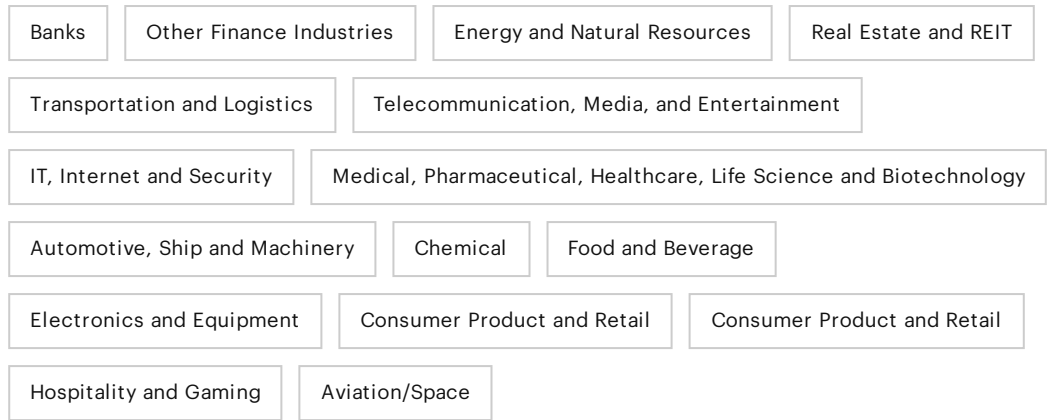 Banks Other Finance Industries Energy and Natural Resources Real Estate and REIT
Transportation and Logistics Telecommunication, Media, and Entertainment
IT, Internet and Security Medical, Pharmaceutical, Healthcare, Life Science and Biotechnology
Automotive, Ship and Machinery Chemical Food and Beverage
Electronics and Equipment Consumer Product and Retail Consumer Product and Retail
Hospitality and Gaming Aviation/Space